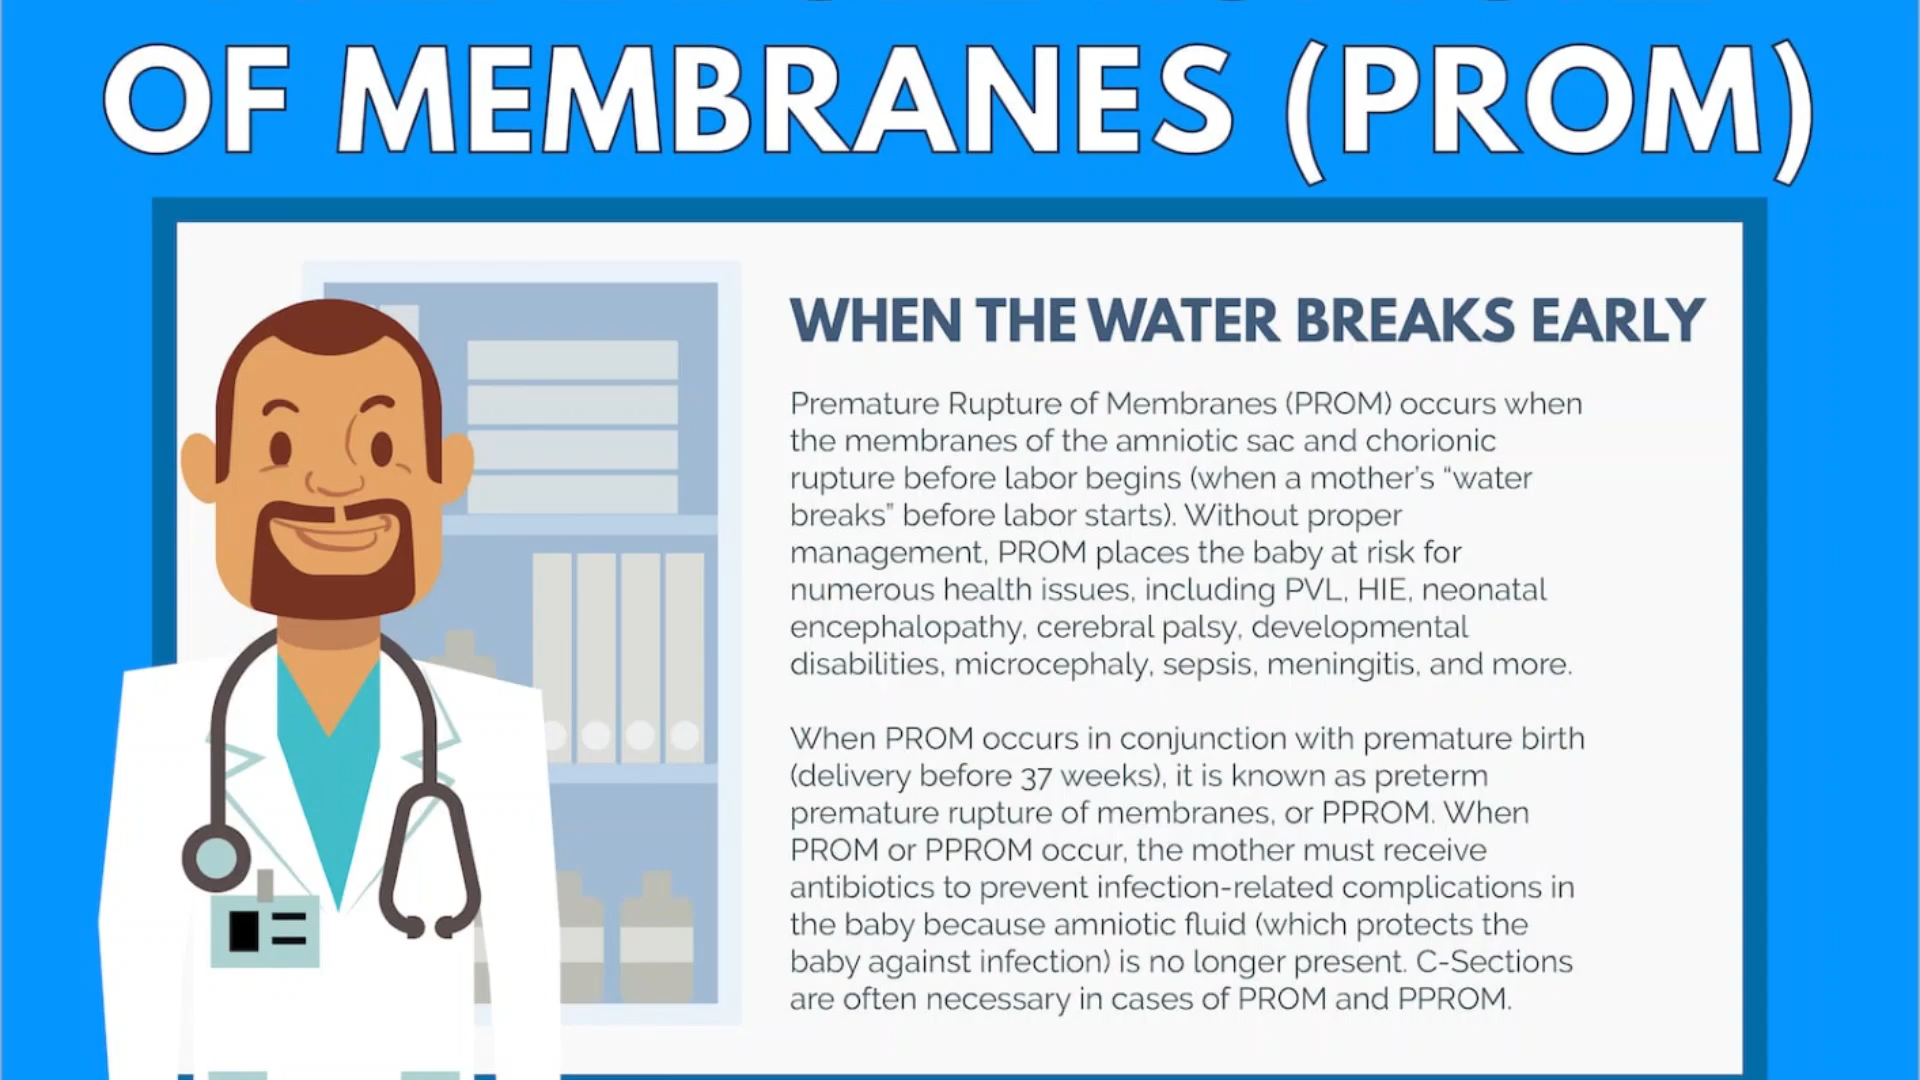 OF MEMBRANES (PROM)
WHEN THE WATER BREAKS EARLY
Premature Rupture of Membranes (PROM) occurs when
the membranes of the amniotic sac and chorionic
rupture before labor begins (when a mother’s “water
breaks” before labor starts). Without proper
management, PROM places the baby at risk for
numerous health issues, including PVL, HIE, neonatal
encephalopathy, cerebral palsy, developmental
disabilities, microcephaly, sepsis, meningitis, and more.
When PROM occurs in conjunction with premature birth
(delivery before 37 weeks), it is known as preterm
premature rupture of membranes, or PPROM. When
PROM or PPROM occur, the mother must receive
antibiotics to prevent infection-related complications in
the baby because amniotic fluid (which protects the
baby against infection) is no longer present. C-Sections
are often necessary in cases of PROM and PPROM.